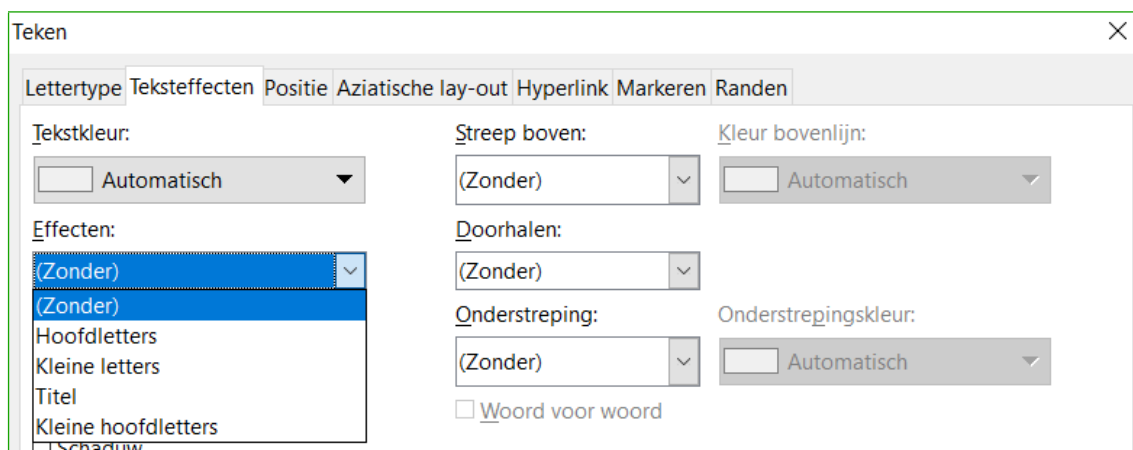 Teken
Lettertype Teksteffecten Positie Aziatische lay-out Hyperlink Markeren Randen
Tekstkleur: Streep boven: Kleur bovenlijn:
Automatisch (Zonder) Automatisch
Effecten: Doorhalen:
(Zonder) (Zonder)
(Zonder)
Hoofdletters Onderstreping: Onderstrepingskleur:
Kleine letters (Zonder) Automatisch
Titel
Kleine hoofdletters Woord voor woord
Schaduw